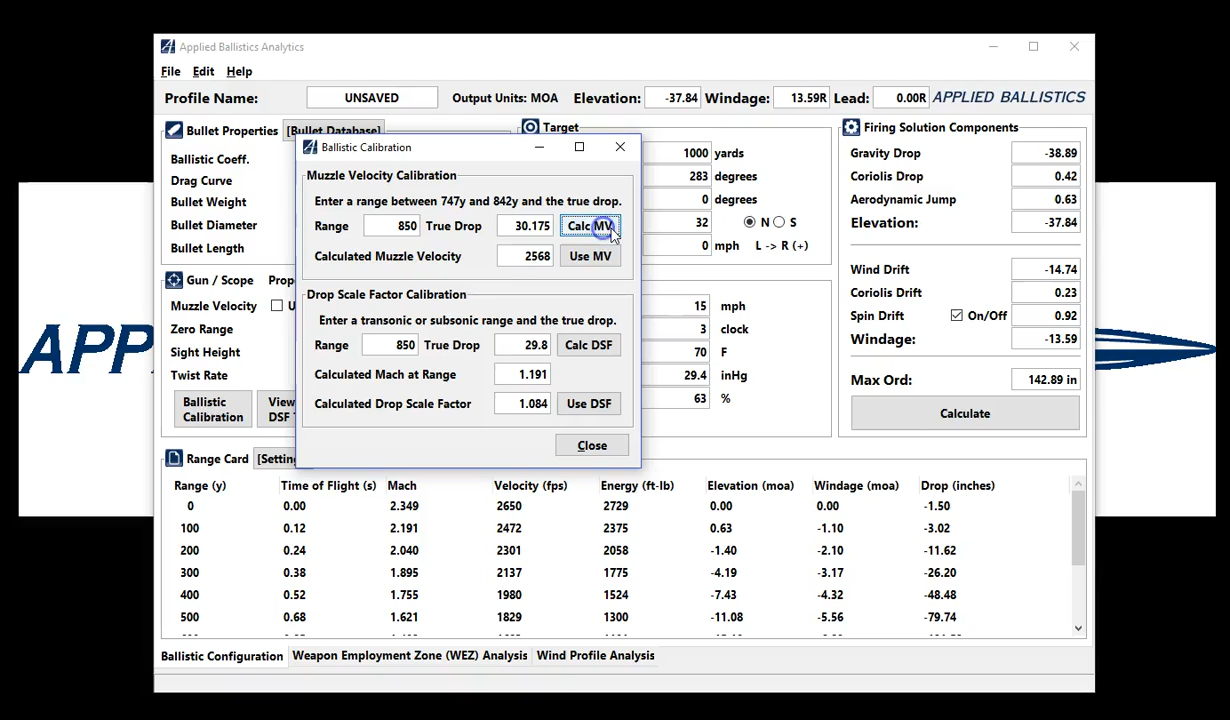 Applied Ballistics Analytics
File Edit Help
Profile Name: UNSAVED Output Units: MOA Elevation: -37.84 Windage: 13.59R Lead: 0.00R APPLIED BALLISTICS
Bullet Properties [Bullet Database] Target Firing Solution Components
Ballistic Calibration
Ballistic Coeff. 1000 yards Gravity Drop -38.89
Muzzle Velocity Calibration
Drag Curve 283 degrees Coriolis Drop 0.42
Enter a range between 747y and 842y and the true drop.
Bullet Weight 0 degrees Aerodynamic Jump 0.63
Range 850 True Drop 30.175 Calc MV
Bullet Diameter 32 N S Elevation: -37.84
Bullet Length 0 mph L -> R (+)
Calculated Muzzle Velocity 2568 Use MV
Gun / Scope Prope Wind Drift -14.74
Drop Scale Factor Calibration
Coriolis Drift 0.23
Muzzle Velocity U 15 mph Spin Drift On/Off 0.92
Enter a transonic or subsonic range and the true drop.
Zero Range 3 clock Windage: -13.59
Range 850 True Drop 29.8 Calc DSF
Sight Height 70 F
Twist Rate 29.4 inHg Max Ord: 142.89 in
Calculated Mach at Range 1.191
63 %
Ballistic Calibration View DSF T
Calculated Drop Scale Factor 1.084 Use DSF
Calculate
Close
Range Card [Settin
Range (y) Time of Flight (s) Mach Velocity (fps) Energy (ft-lb) Elevation (moa) Windage (moa) Drop (inches)
0 0.00 2.349 2650 2729 0.00 0.00 -1.50
100 0.12 2.191 2472 2375 0.63 -1.10 -3.02
200 0.24 2.040 2301 2058 -1.40 -2.10 -11.62
300 0.38 1.895 2137 1775 -4.19 -3.17 -26.20
400 0.52 1.755 1980 1524 -7.43 -4.32 -48.48
500 0.68 1.621 1829 1300 -11.08 -5.56 -79.74
Ballistic Configuration Weapon Employment Zone (WEZ) Analysis Wind Profile Analysis
APP